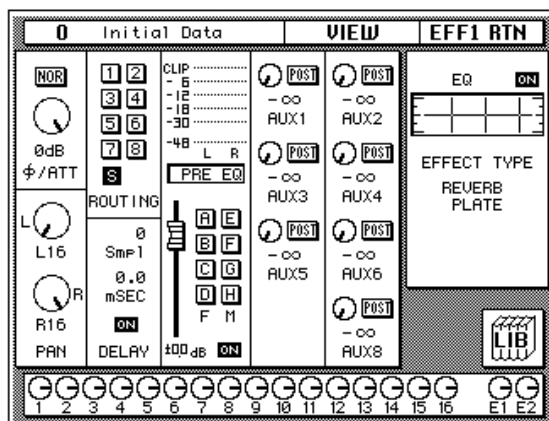 0 Initial Data VIEW EFF1 RTN
NOR
0dB
ϕ/ATT
L
L16
R
R16
PAN
1 2
3 4
5 6
7 8
S
ROUTING
0
Smpl
0.0
mSEC
ON
DELAY
CLIP
- 6
-12
-18
-30
-48
L R
PRE EQ
A E
B F
C G
D H
F M
±00 dB ON
POST
-∞
AUX1
POST
-∞
AUX2
POST
-∞
AUX3
POST
-∞
AUX4
POST
-∞
AUX5
POST
-∞
AUX6
POST
-∞
AUX8
EQ ON
EFFECT TYPE
REVERB
PLATE
LIB
1 2 3 4 5 6 7 8 9 10 11 12 13 14 15 16 E1 E2